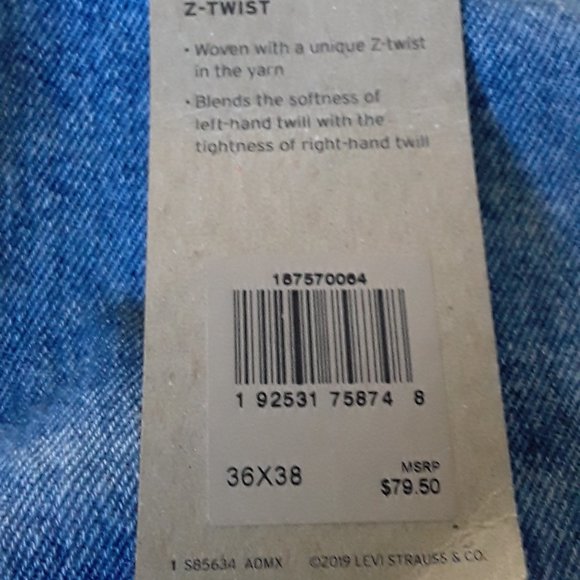 Z-TWIST
• Woven with a unique Z-twist
in the yarn
• Blends the softness of
left-hand twill with the
tightness of right-hand twill
187570064
1 92531 75874 8
36X38
MSRP
$79.50
1 S85634 AOMX ©2019 LEVI STRAUSS & CO.